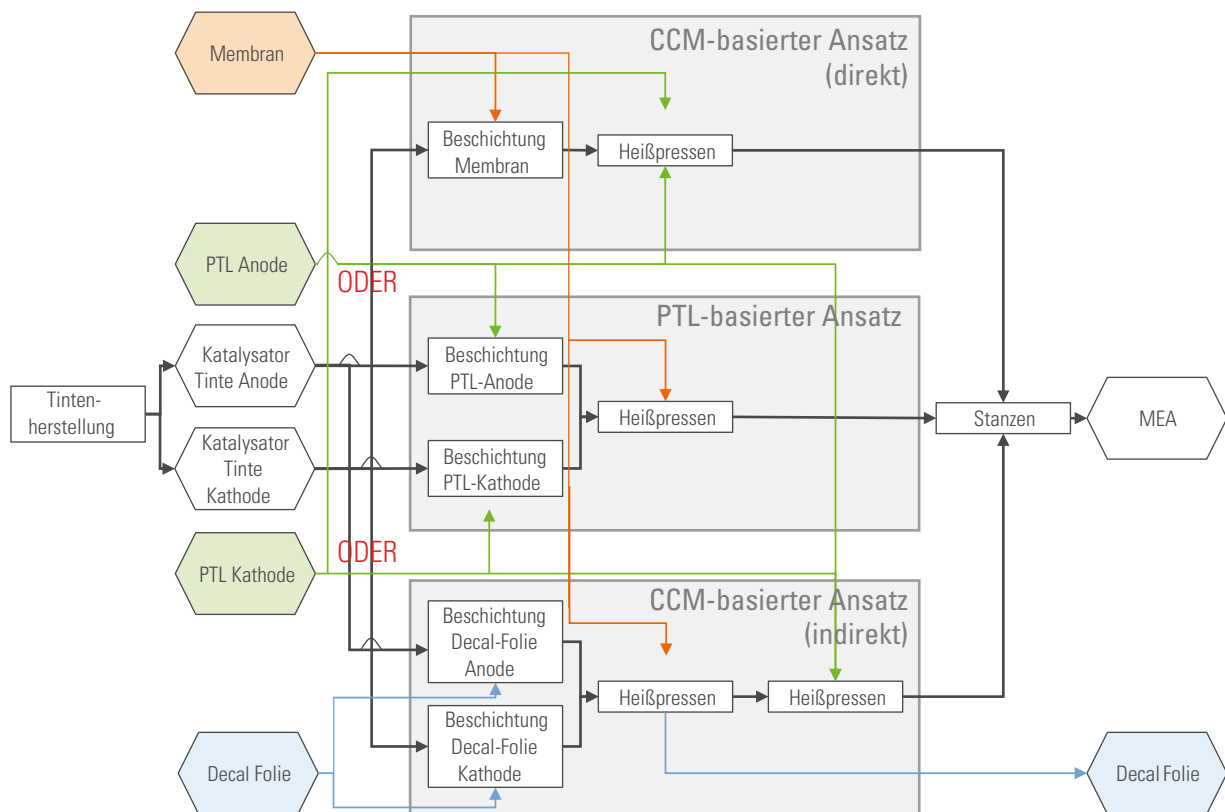 Membran
CCM-basierter Ansatz
(direkt)
Beschichtung
Membran
Heißpressen
PTL Anode
ODER
PTL-basierter Ansatz
Katalysator
Tinte Anode
Beschichtung
PTL-Anode
Tinten-
herstellung
Heißpressen
Stanzen
MEA
Katalysator
Tinte
Kathode
Beschichtung
PTL-Kathode
ODER
PTL Kathode
CCM-basierter Ansatz
(indirekt)
Beschichtung
Decal-Folie
Anode
Heißpressen
Heißpressen
Beschichtung
Decal-Folie
Kathode
Decal Folie
Decal Folie